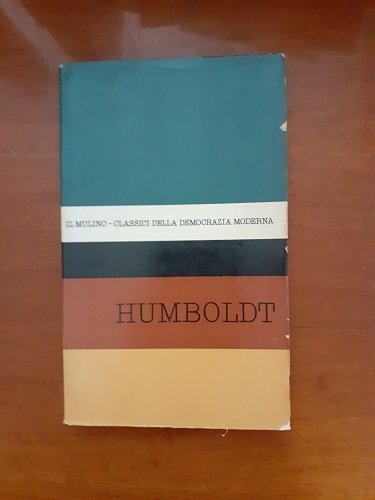 IL MULINO - CLASSICI DELLA DEMOCRAZIA MODERNA
HUMBOLDT